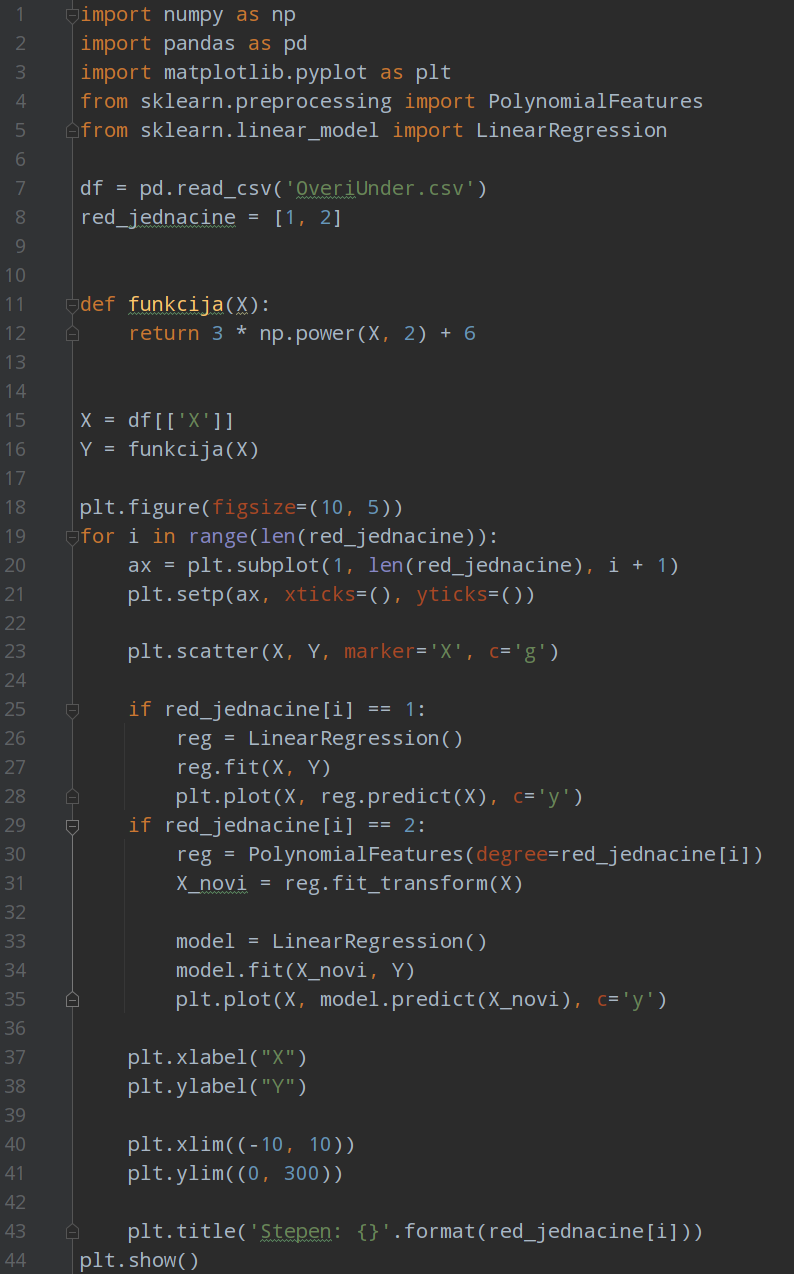 1 import numpy as np
2 import pandas as pd
3 import matplotlib.pyplot as plt
4 from sklearn.preprocessing import PolynomialFeatures
5 from sklearn.linear_model import LinearRegression
6
7 df = pd.read_csv('OveriUnder.csv')
8 red_jednacine = [1, 2]
9
10
11 def funkcija(X):
12     return 3 * np.power(X, 2) + 6
13
14
15 X = df[['X']]
16 Y = funkcija(X)
17
18 plt.figure(figsize=(10, 5))
19 for i in range(len(red_jednacine)):
20     ax = plt.subplot(1, len(red_jednacine), i + 1)
21     plt.setp(ax, xticks=(), yticks=())
22
23     plt.scatter(X, Y, marker='X', c='g')
24
25     if red_jednacine[i] == 1:
26         reg = LinearRegression()
27         reg.fit(X, Y)
28         plt.plot(X, reg.predict(X), c='y')
29     if red_jednacine[i] == 2:
30         reg = PolynomialFeatures(degree=red_jednacine[i])
31         X_novi = reg.fit_transform(X)
32
33         model = LinearRegression()
34         model.fit(X_novi, Y)
35         plt.plot(X, model.predict(X_novi), c='y')
36
37     plt.xlabel("X")
38     plt.ylabel("Y")
39
40     plt.xlim((-10, 10))
41     plt.ylim((0, 300))
42
43     plt.title('Stepen: {}'.format(red_jednacine[i]))
44 plt.show()